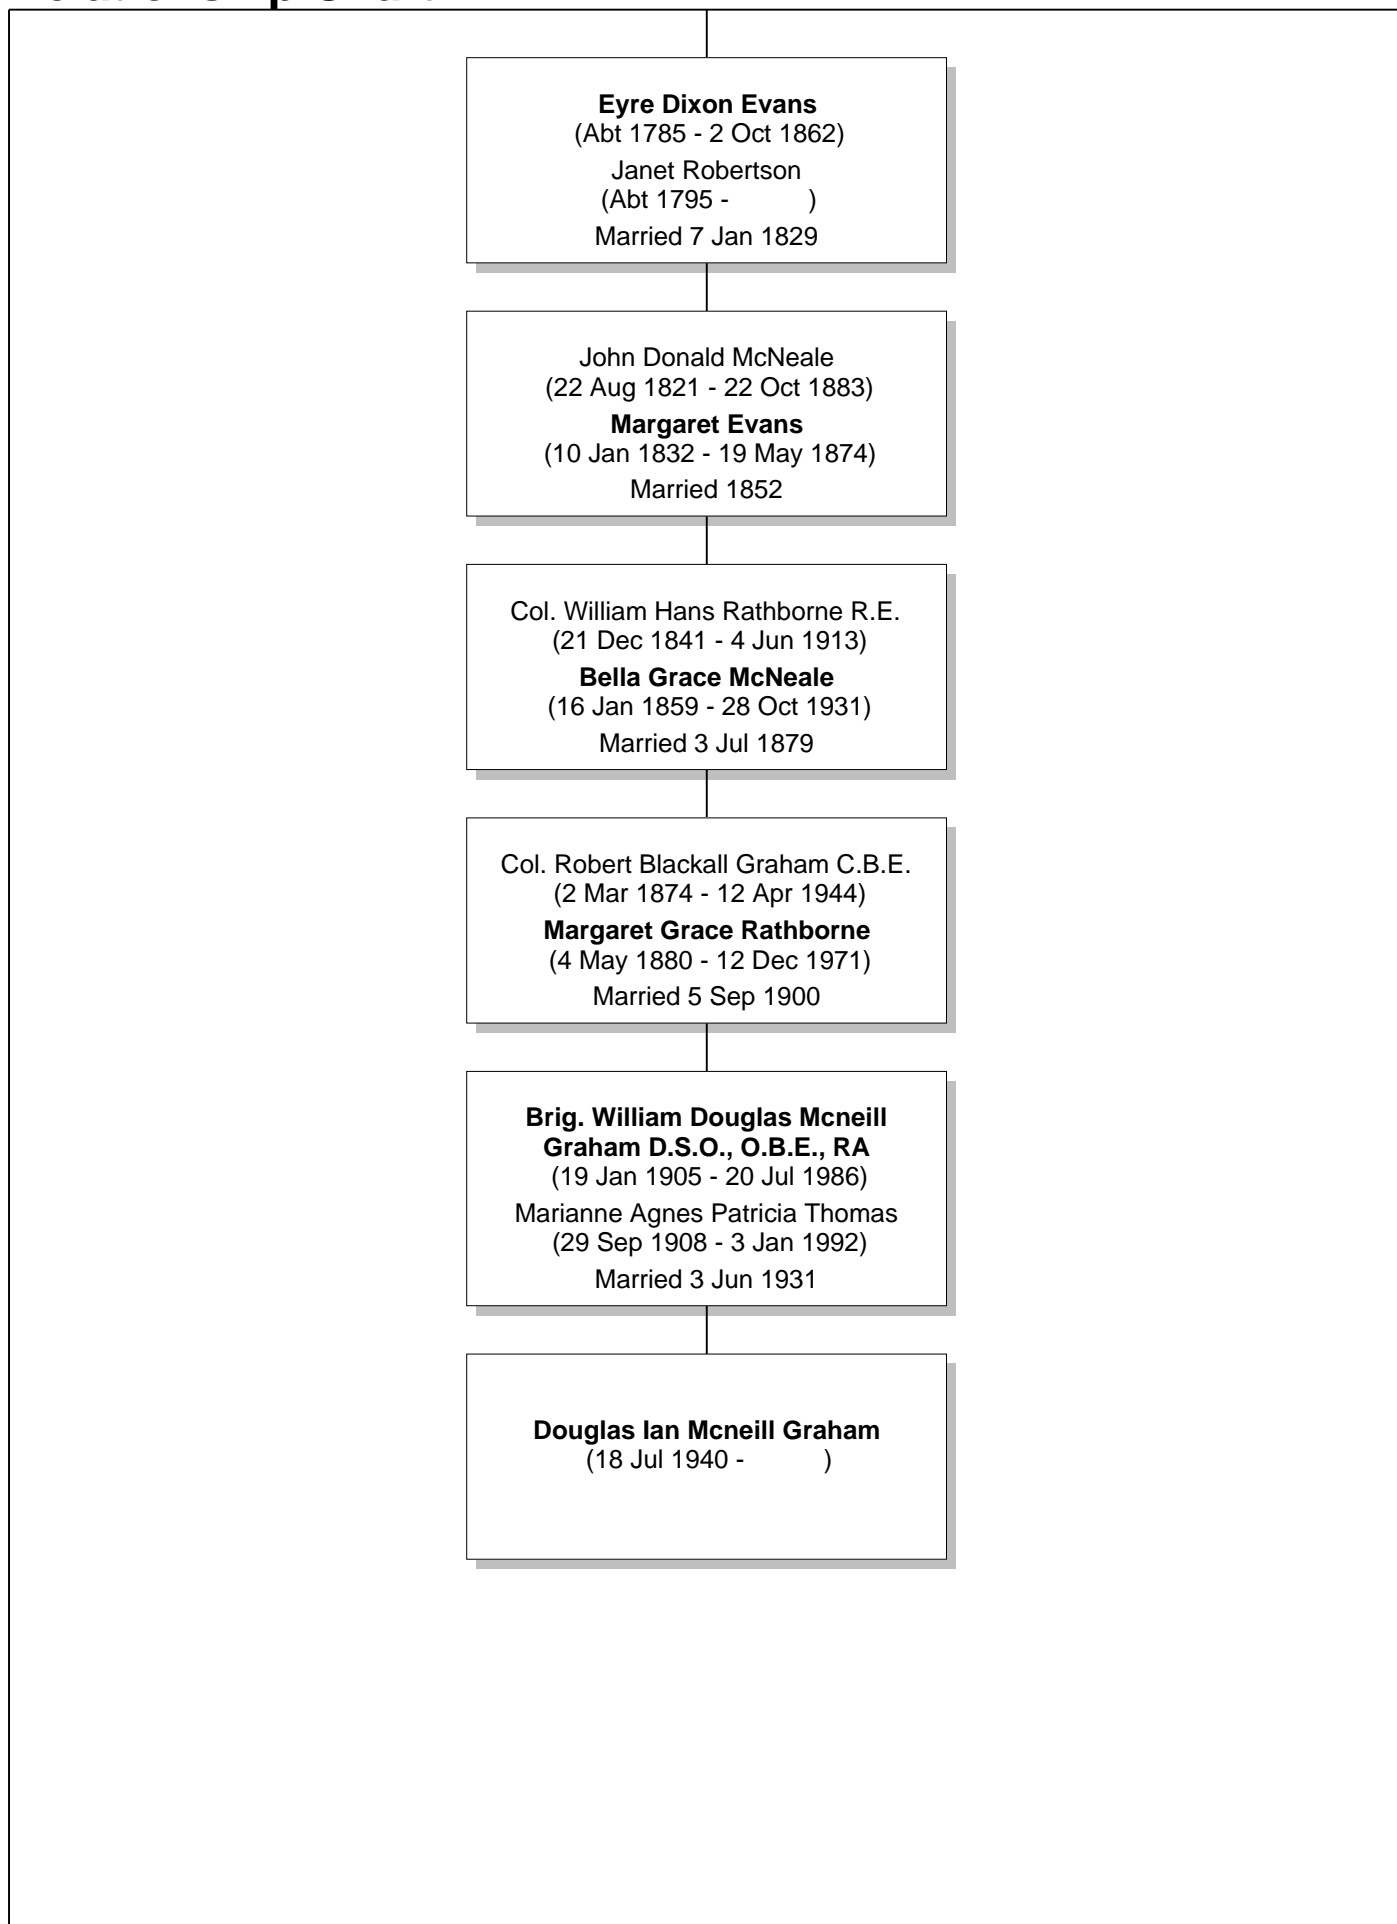 Eyre Dixon Evans
(Abt 1785 - 2 Oct 1862)
Janet Robertson
(Abt 1795 - )
Married 7 Jan 1829
John Donald McNeale
(22 Aug 1821 - 22 Oct 1883)
Margaret Evans
(10 Jan 1832 - 19 May 1874)
Married 1852
Col. William Hans Rathborne R.E.
(21 Dec 1841 - 4 Jun 1913)
Bella Grace McNeale
(16 Jan 1859 - 28 Oct 1931)
Married 3 Jul 1879
Col. Robert Blackall Graham C.B.E.
(2 Mar 1874 - 12 Apr 1944)
Margaret Grace Rathborne
(4 May 1880 - 12 Dec 1971)
Married 5 Sep 1900
Brig. William Douglas Mcneill
Graham D.S.O., O.B.E., RA
(19 Jan 1905 - 20 Jul 1986)
Marianne Agnes Patricia Thomas
(29 Sep 1908 - 3 Jan 1992)
Married 3 Jun 1931
Douglas Ian Mcneill Graham
(18 Jul 1940 - )